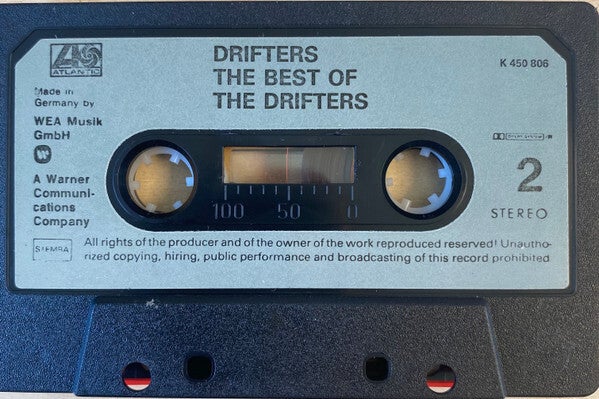 ATLANTIC
DRIFTERS
THE BEST OF
THE DRIFTERS
K 450 806
Made in
Germany by
WEA Musik
GmbH
A Warner
Communi-
cations
Company
DOLBY SYSTEM
2
STEREO
100 50 0
STEMRA
All rights of the producer and of the owner of the work reproduced reserved! Unautho-
rized copying, hiring, public performance and broadcasting of this record prohibited